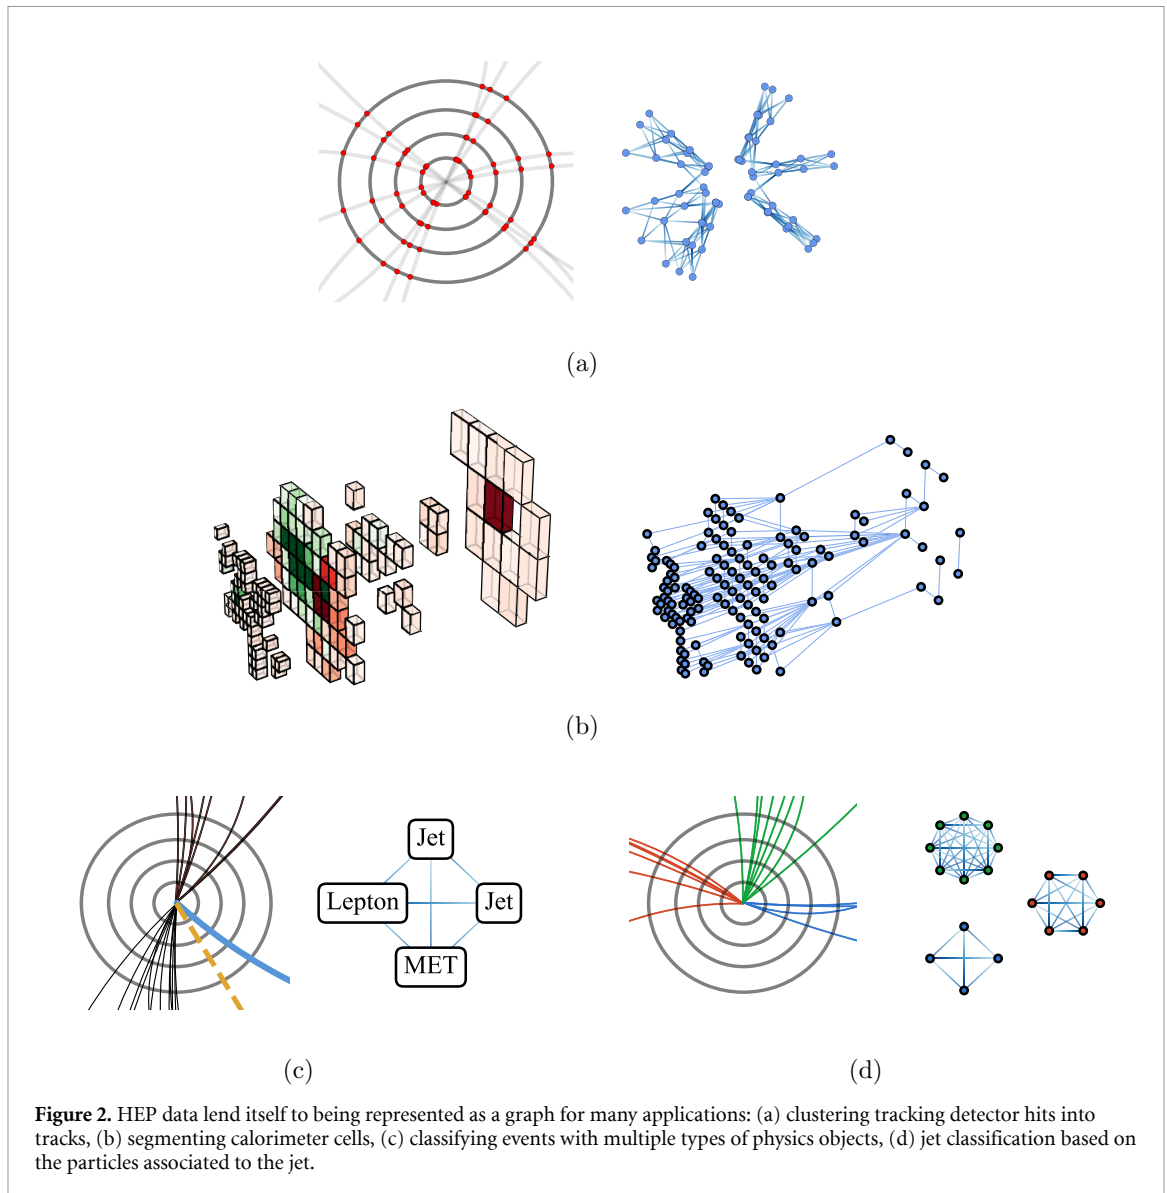 (a)
(b)
Jet
Lepton
Jet
MET
(c)
(d)
Figure 2. HEP data lend itself to being represented as a graph for many applications: (a) clustering tracking detector hits into
tracks, (b) segmenting calorimeter cells, (c) classifying events with multiple types of physics objects, (d) jet classification based on
the particles associated to the jet.